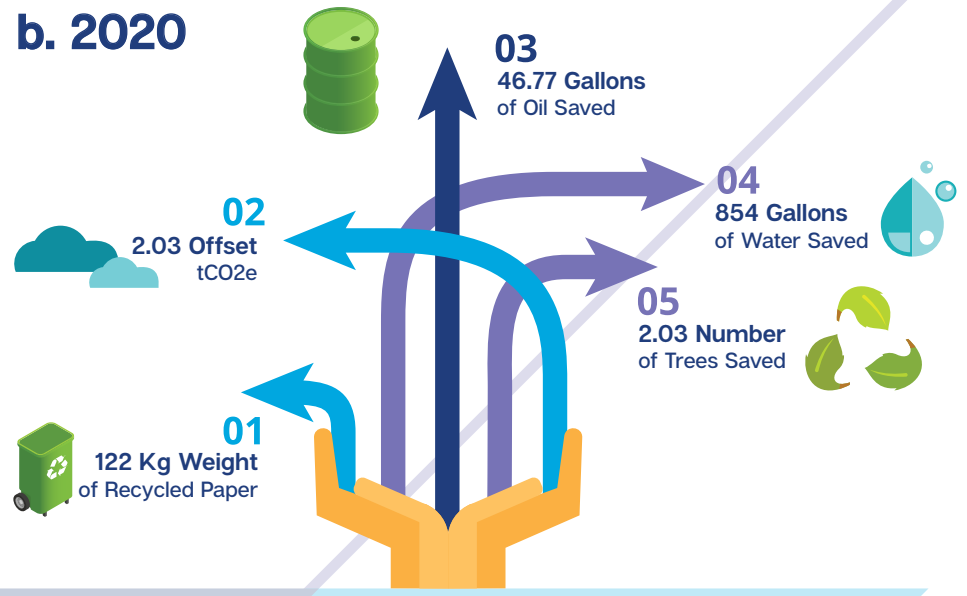 b. 2020
03
46.77 Gallons
of Oil Saved
04
854 Gallons
of Water Saved
02
2.03 Offset
tCO2e
05
2.03 Number
of Trees Saved
01
122 Kg Weight
of Recycled Paper